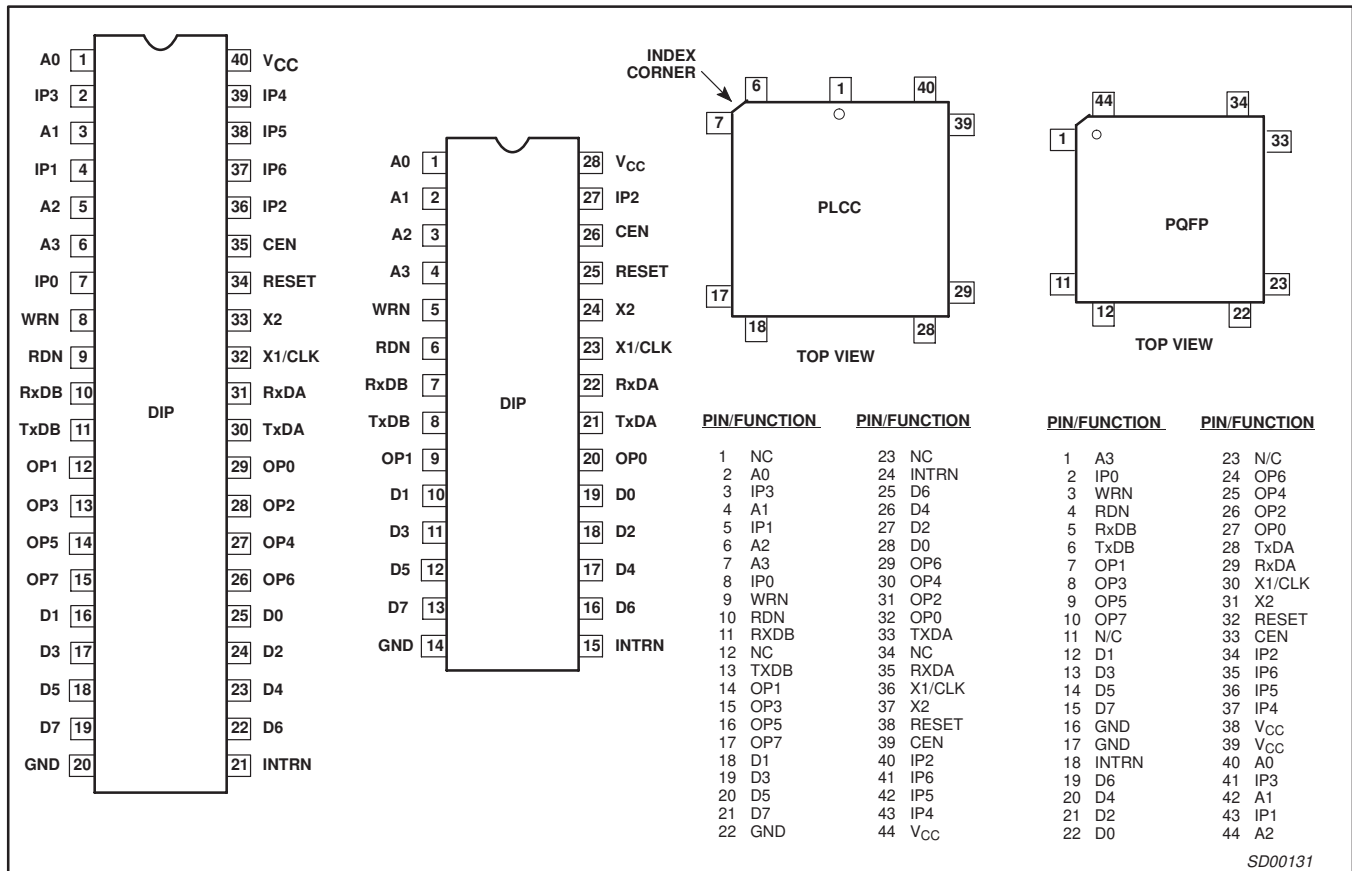 A0 1 40 VCC
IP3 2 39 IP4
A1 3 38 IP5
IP1 4 37 IP6
A2 5 36 IP2
A3 6 35 CEN
IP0 7 34 RESET
WRN 8 33 X2
RDN 9 32 X1/CLK
RxDB 10 31 RxDA
DIP
TxDB 11 30 TxDA
OP1 12 29 OP0
OP3 13 28 OP2
OP5 14 27 OP4
OP7 15 26 OP6
D1 16 25 D0
D3 17 24 D2
D5 18 23 D4
D7 19 22 D6
GND 20 21 INTRN
A0 1 28 VCC
A1 2 27 IP2
A2 3 26 CEN
A3 4 25 RESET
WRN 5 24 X2
RDN 6 23 X1/CLK
RxDB 7 22 RxDA
DIP
TxDB 8 21 TxDA
OP1 9 20 OP0
D1 10 19 D0
D3 11 18 D2
D5 12 17 D4
D7 13 16 D6
GND 14 15 INTRN
INDEX
CORNER
6 1 40
7 39
PLCC
17 29
18 28
TOP VIEW
44 34
1 33
PQFP
11 23
12 22
TOP VIEW
PIN/FUNCTION PIN/FUNCTION
1 NC 23 NC
2 A0 24 INTRN
3 IP3 25 D6
4 A1 26 D4
5 IP1 27 D2
6 A2 28 D0
7 A3 29 OP6
8 IP0 30 OP4
9 WRN 31 OP2
10 RDN 32 OP0
11 RXDB 33 TXDA
12 NC 34 NC
13 TXDB 35 RXDA
14 OP1 36 X1/CLK
15 OP3 37 X2
16 OP5 38 RESET
17 OP7 39 CEN
18 D1 40 IP2
19 D3 41 IP6
20 D5 42 IP5
21 D7 43 IP4
22 GND 44 VCC
PIN/FUNCTION PIN/FUNCTION
1 A3 23 N/C
2 IP0 24 OP6
3 WRN 25 OP4
4 RDN 26 OP2
5 RxDB 27 OP0
6 TxDB 28 TxDA
7 OP1 29 RxDA
8 OP3 30 X1/CLK
9 OP5 31 X2
10 OP7 32 RESET
11 N/C 33 CEN
12 D1 34 IP2
13 D3 35 IP6
14 D5 36 IP5
15 D7 37 IP4
16 GND 38 VCC
17 GND 39 VCC
18 INTRN 40 A0
19 D6 41 IP3
20 D4 42 A1
21 D2 43 IP1
22 D0 44 A2
SD00131